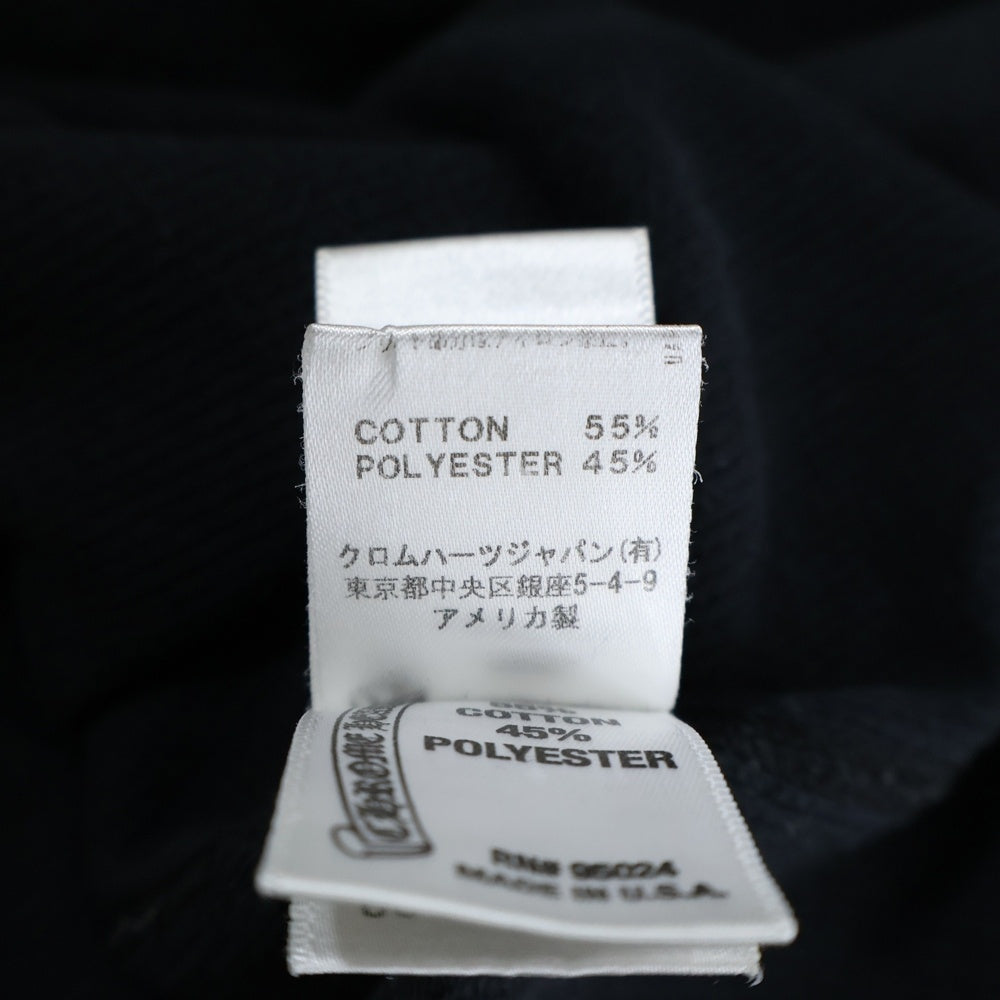 COTTON 55%
POLYESTER 45%
クロムハーツジャパン(有)
東京都中央区銀座5-4-9
アメリカ製
CHROME
COTTON
45%
POLYESTER
RN# 95024
MADE IN U.S.A.